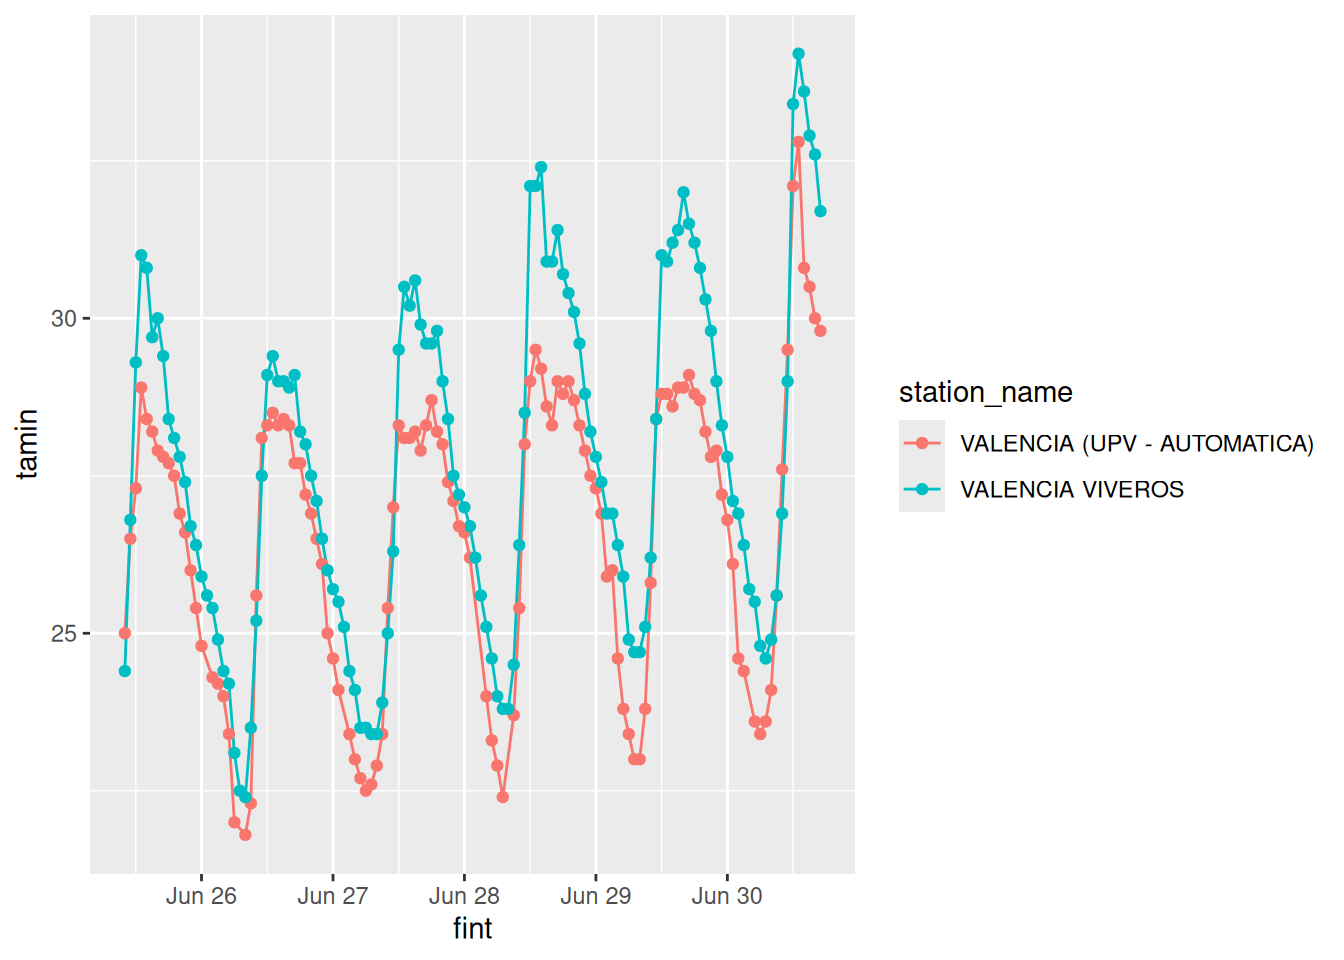 tamin
30
25
Jun 26
Jun 27
Jun 28
Jun 29
Jun 30
fint
station_name
VALENCIA (UPV - AUTOMATICA)
VALENCIA VIVEROS